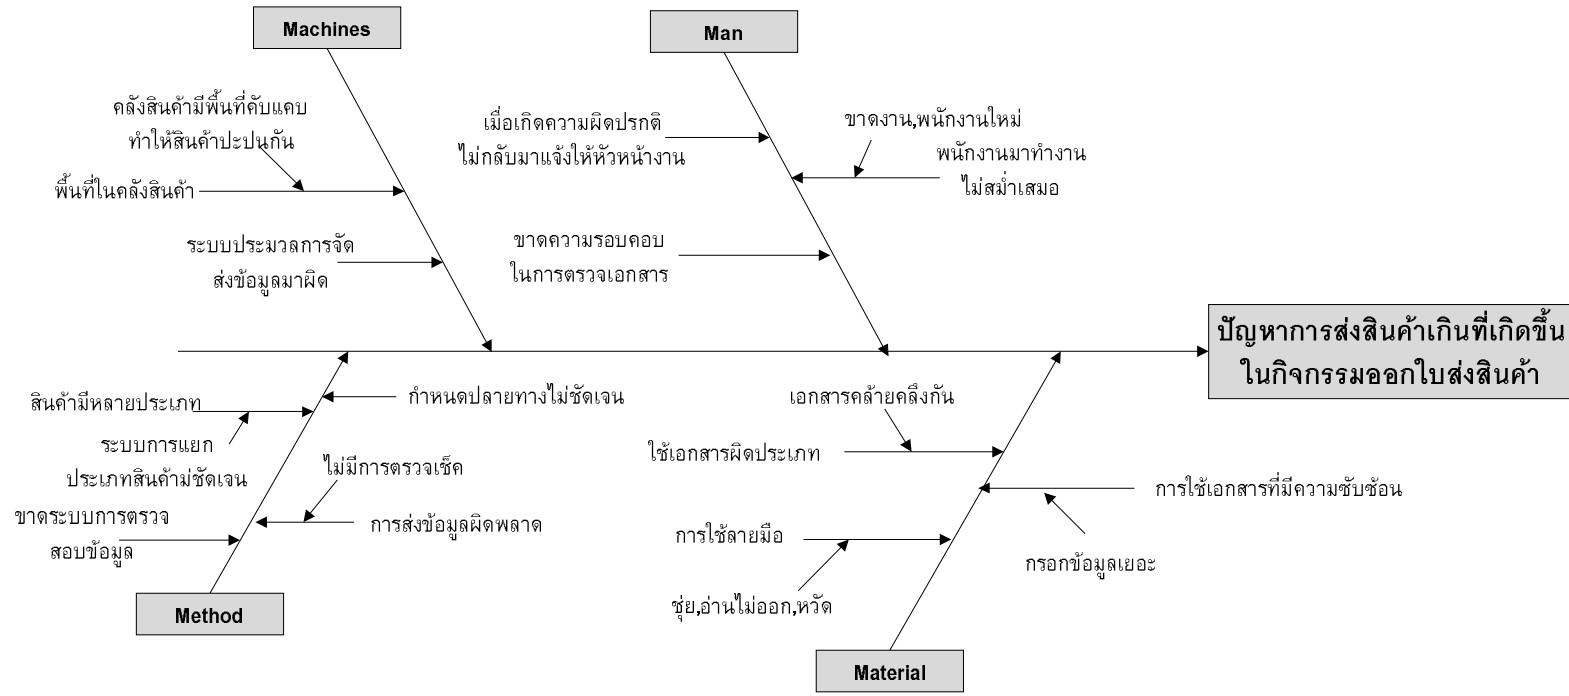 Machines
Man
คลังสินค้ามีพื้นที่คับแคบ
ทำให้สินค้าปะปนกัน
พื้นที่ในคลังสินค้า
ระบบประมวลการจัด
ส่งข้อมูลมาผิด
เมื่อเกิดความผิดปรกติ
ไม่กลับมาแจ้งให้หัวหน้างาน
ขาดงาน,พนักงานใหม่
พนักงานมาทำงาน
ไม่สม่ำเสมอ
ขาดความรอบคอบ
ในการตรวจเอกสาร
ปัญหาการส่งสินค้าเกินที่เกิดขึ้น
ในกิจกรรมออกใบส่งสินค้า
สินค้ามีหลายประเภท
กำหนดปลายทางไม่ชัดเจน
ระบบการแยก
ประเภทสินค้าม่ชัดเจน
ไม่มีการตรวจเช็ค
ขาดระบบการตรวจ
สอบข้อมูล
การส่งข้อมูลผิดพลาด
เอกสารคล้ายคลึงกัน
ใช้เอกสารผิดประเภท
การใช้เอกสารที่มีความซับซ้อน
การใช้ลายมือ
กรอกข้อมูลเยอะ
ชุ่ย,อ่านไม่ออก,หวัด
Method
Material